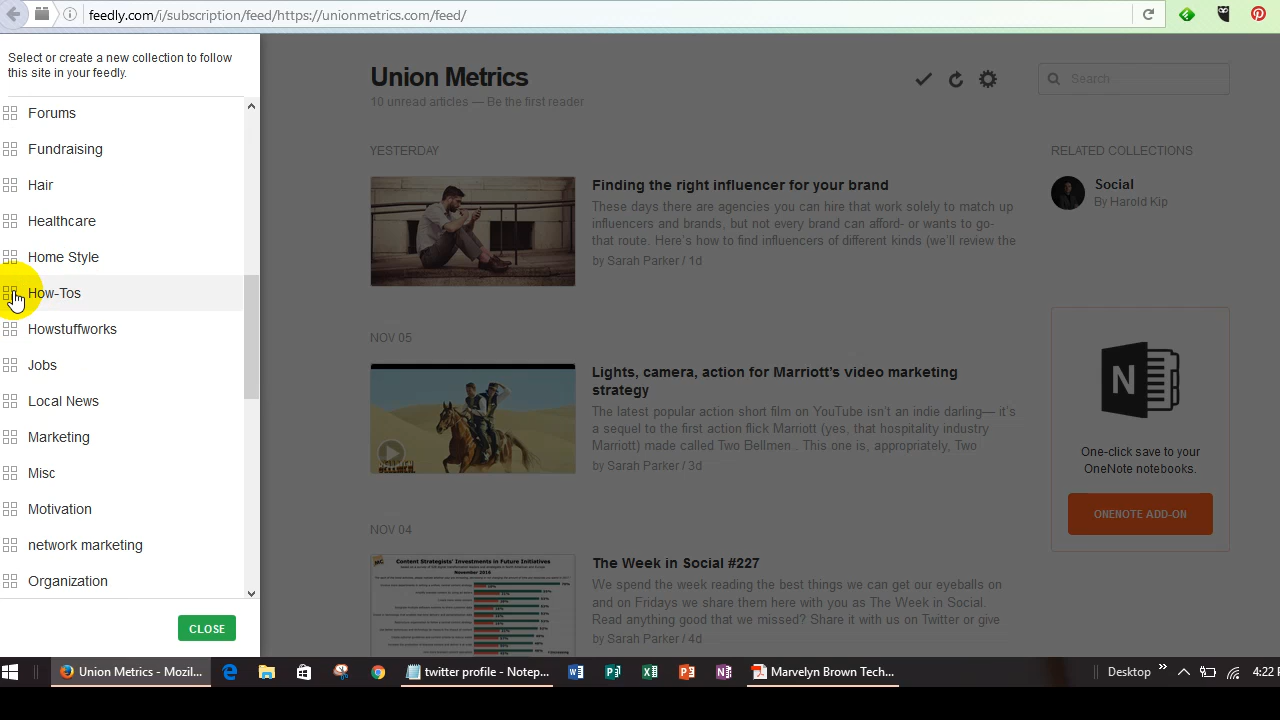 feedly.com/i/subscription/feed/https://unionmetrics.com/feed/
Select or create a new collection to follow
this site in your feedly.
Forums
Fundraising
Hair
Healthcare
Home Style
How-Tos
Howstuffworks
Jobs
Local News
Marketing
Misc
Motivation
network marketing
Organization
CLOSE
Union Metrics
10 unread articles — Be the first reader
Search
YESTERDAY
Finding the right influencer for your brand
These days there are agencies you can hire that work solely to match up
influencers and brands, but not every brand can afford- or wants to go-
that route. Here's how to find influencers of different kinds (we'll review the
by Sarah Parker / 1d
NOV 05
Lights, camera, action for Marriott's video marketing
strategy
The latest popular action short film on YouTube isn't an indie darling— it's
a sequel to the first action flick Marriott (yes, that hospitality industry
Marriott) made called Two Bellmen . This one is, appropriately, Two
by Sarah Parker / 3d
NOV 04
Content Strategists' Investments in Future Initiatives
November 2016
The Week in Social #227
We spend the week reading the best things we can get our eyeballs on
and on Fridays we share them here with you as The Week in Social.
Read anything good that we missed? Share it with us on Twitter or give
by Sarah Parker / 4d
RELATED COLLECTIONS
Social
By Harold Kip
N
One-click save to your
OneNote notebooks.
ONENOTE ADD-ON
Union Metrics - Mozil...
twitter profile - Notep...
Marvelyn Brown Tech...
Desktop
4:22